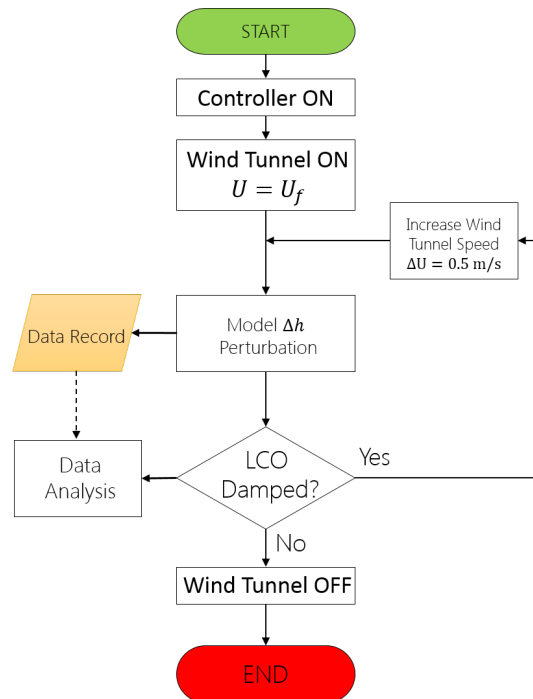 START
Controller ON
Wind Tunnel ON
U = U_f
Increase Wind
Tunnel Speed
ΔU = 0.5 m/s
Model Δh
Perturbation
Data Record
LCO
Damped?
Yes
Data
Analysis
No
Wind Tunnel OFF
END